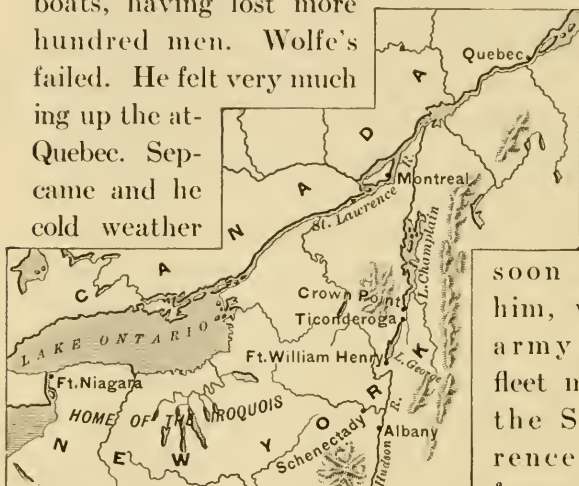 boats, having lost more
hundred men. Wolfe's
failed. He felt very much
ing up the at-
Quebec. Sep-
came and he
cold weather
Quebec
CANADA
Montreal
R.
St. Lawrence
L. Champlain
Crown Point
Ticonderoga
LAKE ONTARIO
Ft. William Henry
L. George
Ft. Niagara
HOME OF THE IROQUOIS
NEW YORK
Schenectady
Albany
Hudson R.
soon
him,
army
fleet
the S
rence